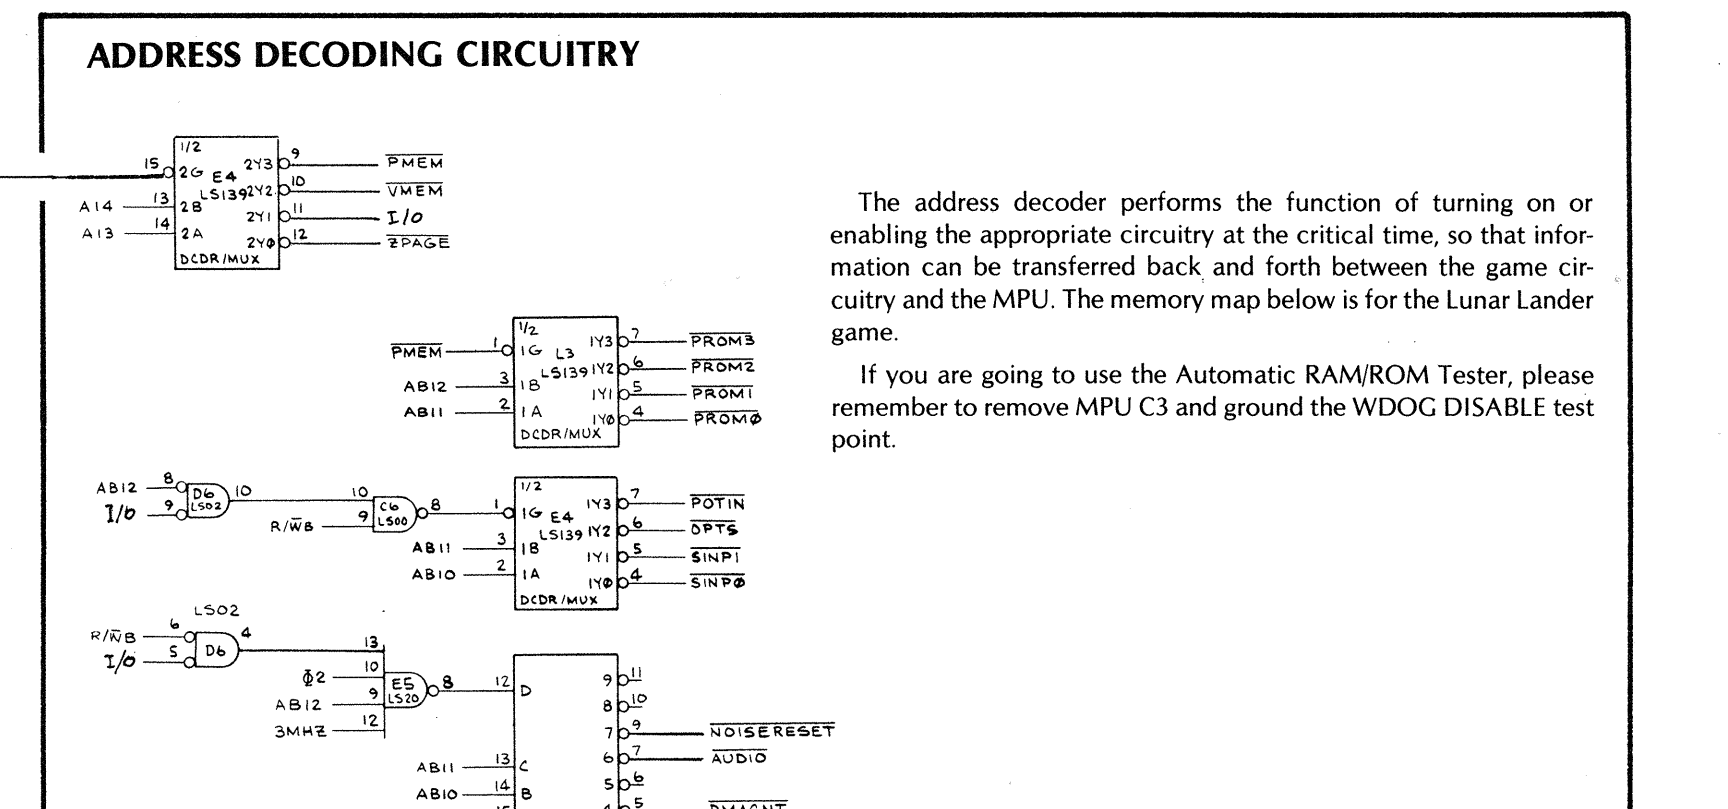 ADDRESS DECODING CIRCUITRY
1/2
15 2G E4 2Y3 9 PMEM
LS139 2Y2 10 VMEM
A14 13 2B 2Y1 11 I/O
A13 14 2A 2Y0 12 ZPAGE
DCDR/MUX
The address decoder performs the function of turning on or
enabling the appropriate circuitry at the critical time, so that infor-
mation can be transferred back and forth between the game cir-
cuitry and the MPU. The memory map below is for the Lunar Lander
game.
If you are going to use the Automatic RAM/ROM Tester, please
remember to remove MPU C3 and ground the WDOG DISABLE test
point.
1/2
PMEM 1 1G L3 1Y3 7 PROM3
LS139 1Y2 6 PROM2
AB12 3 1B 1Y1 5 PROM1
AB11 2 1A 1Y0 4 PROM0
DCDR/MUX
AB12 8 D6 10
I/O 9 LS02
10 C6 8
R/W̅B 9 LS00
1/2
1 1G E4 1Y3 7 POTIN
LS139 1Y2 6 OPTS
AB11 3 1B 1Y1 5 SINP1
AB10 2 1A 1Y0 4 SINP0
DCDR/MUX
LS02
R/W̅B 6 4
I/O 5 D6
13
Φ2 10 E5 8
AB12 9 LS20
3MHZ 12
12 D 9 11
8 10
7 9 NOISERESET
6 7 AUDIO
AB11 13 C 5 6
AB10 14 B 4 5 DMACNT
15